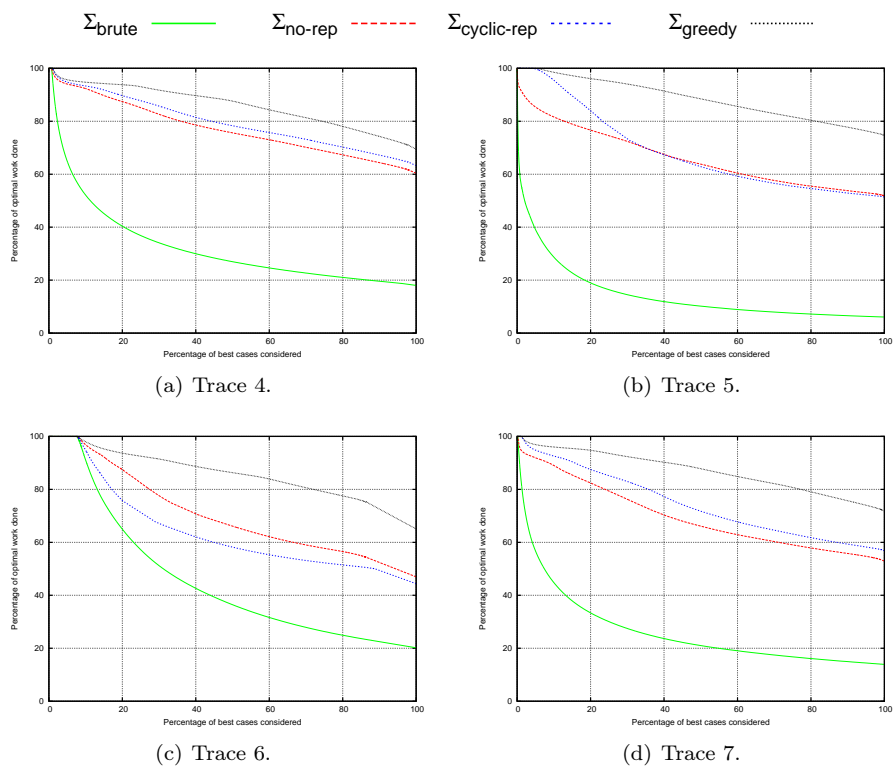 Σbrute Σno-rep Σcyclic-rep Σgreedy
100
80
60
40
20
0
Percentage of optimal work done
0 20 40 60 80 100
Percentage of best cases considered
(a) Trace 4.
100
80
60
40
20
0
Percentage of optimal work done
0 20 40 60 80 100
Percentage of best cases considered
(b) Trace 5.
100
80
60
40
20
0
Percentage of optimal work done
0 20 40 60 80 100
Percentage of best cases considered
(c) Trace 6.
100
80
60
40
20
0
Percentage of optimal work done
0 20 40 60 80 100
Percentage of best cases considered
(d) Trace 7.